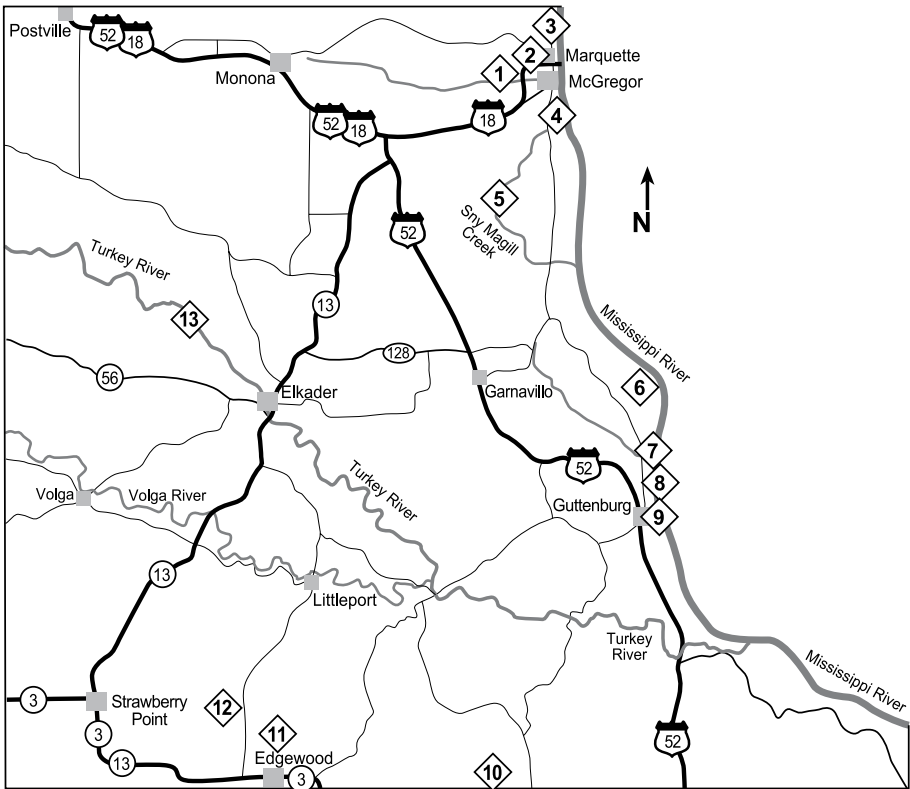 3
Postville
52
18
2
Marquette
1
Monona
McGregor
52
18
18
4
5
N
Sny Magill
Creek
52
Turkey River
13
13
Mississippi River
128
56
6
Elkader
Garnavillo
7
52
Turkey
River
8
Volga
Volga River
Guttenburg
9
13
Littleport
Turkey
River
Mississippi River
3
Strawberry
Point
12
3
11
52
13
Edgewood
3
10